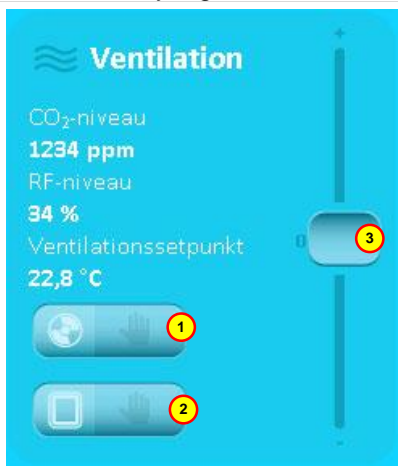 Ventilation
CO₂-niveau
1234 ppm
RF-niveau
34 %
Ventilationssetpunkt
22,8 °C
+
0
3
-
1
2